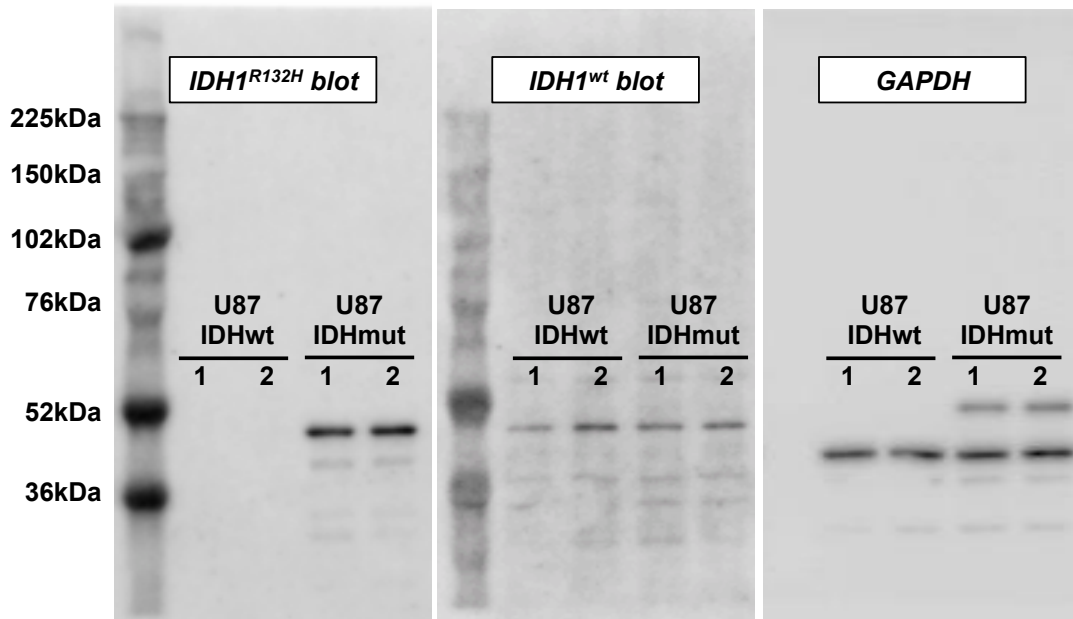 IDH1R132H blot
IDH1wt blot
GAPDH
225kDa
150kDa
102kDa
76kDa
52kDa
36kDa
U87
IDHwt
1 2
U87
IDHmut
1 2
U87
IDHwt
1 2
U87
IDHmut
1 2
U87
IDHwt
1 2
U87
IDHmut
1 2